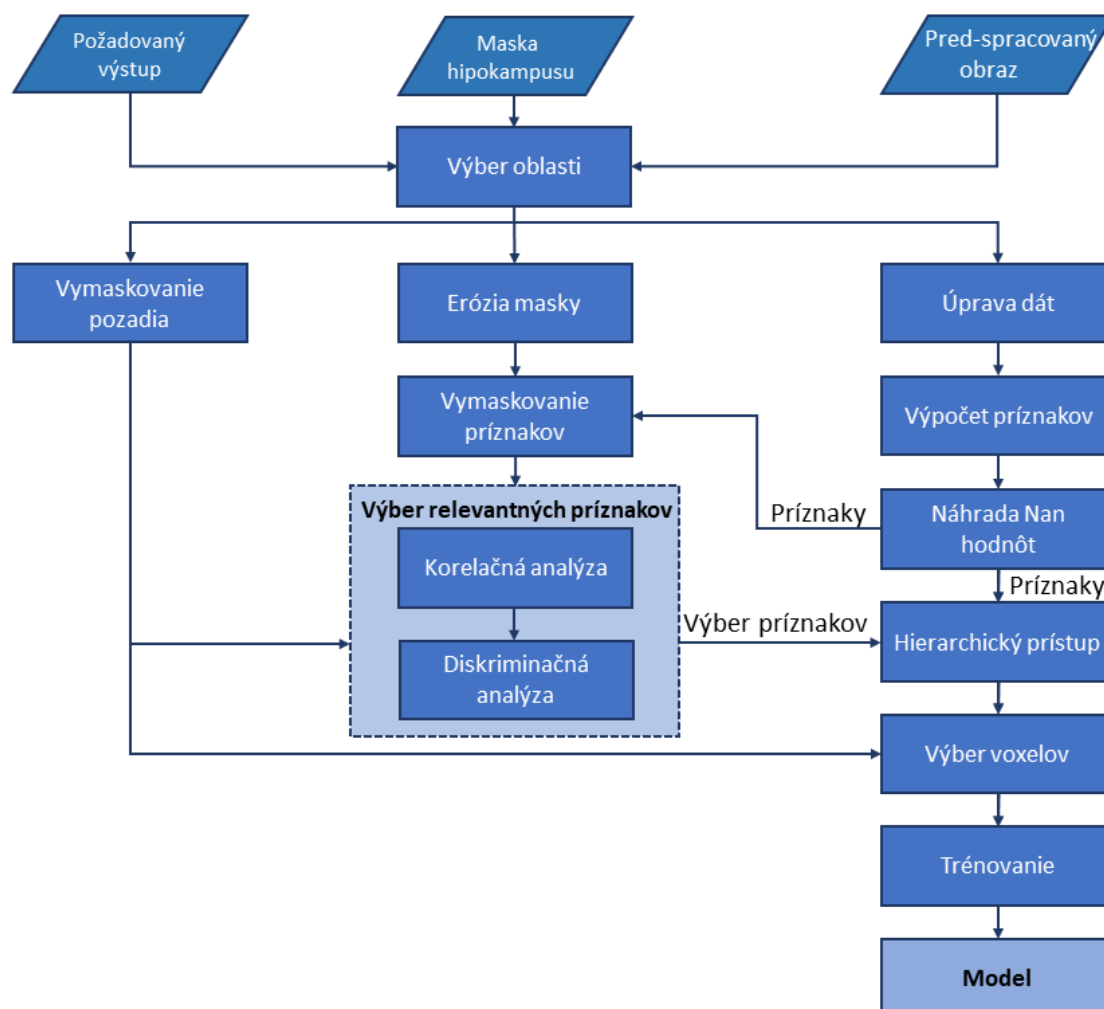 Požadovaný
výstup
Maska
hipokampusu
Pred-spracovaný
obraz
Výber oblasti
Vymaskovanie
pozadia
Erózia masky
Úprava dát
Vymaskovanie
príznakov
Výpočet príznakov
Výber relevantných príznakov
Príznaky
Náhrada Nan
hodnôt
Korelačná analýza
Príznaky
Výber príznakov
Hierarchický prístup
Diskriminačná
analýza
Výber voxelov
Trénovanie
Model